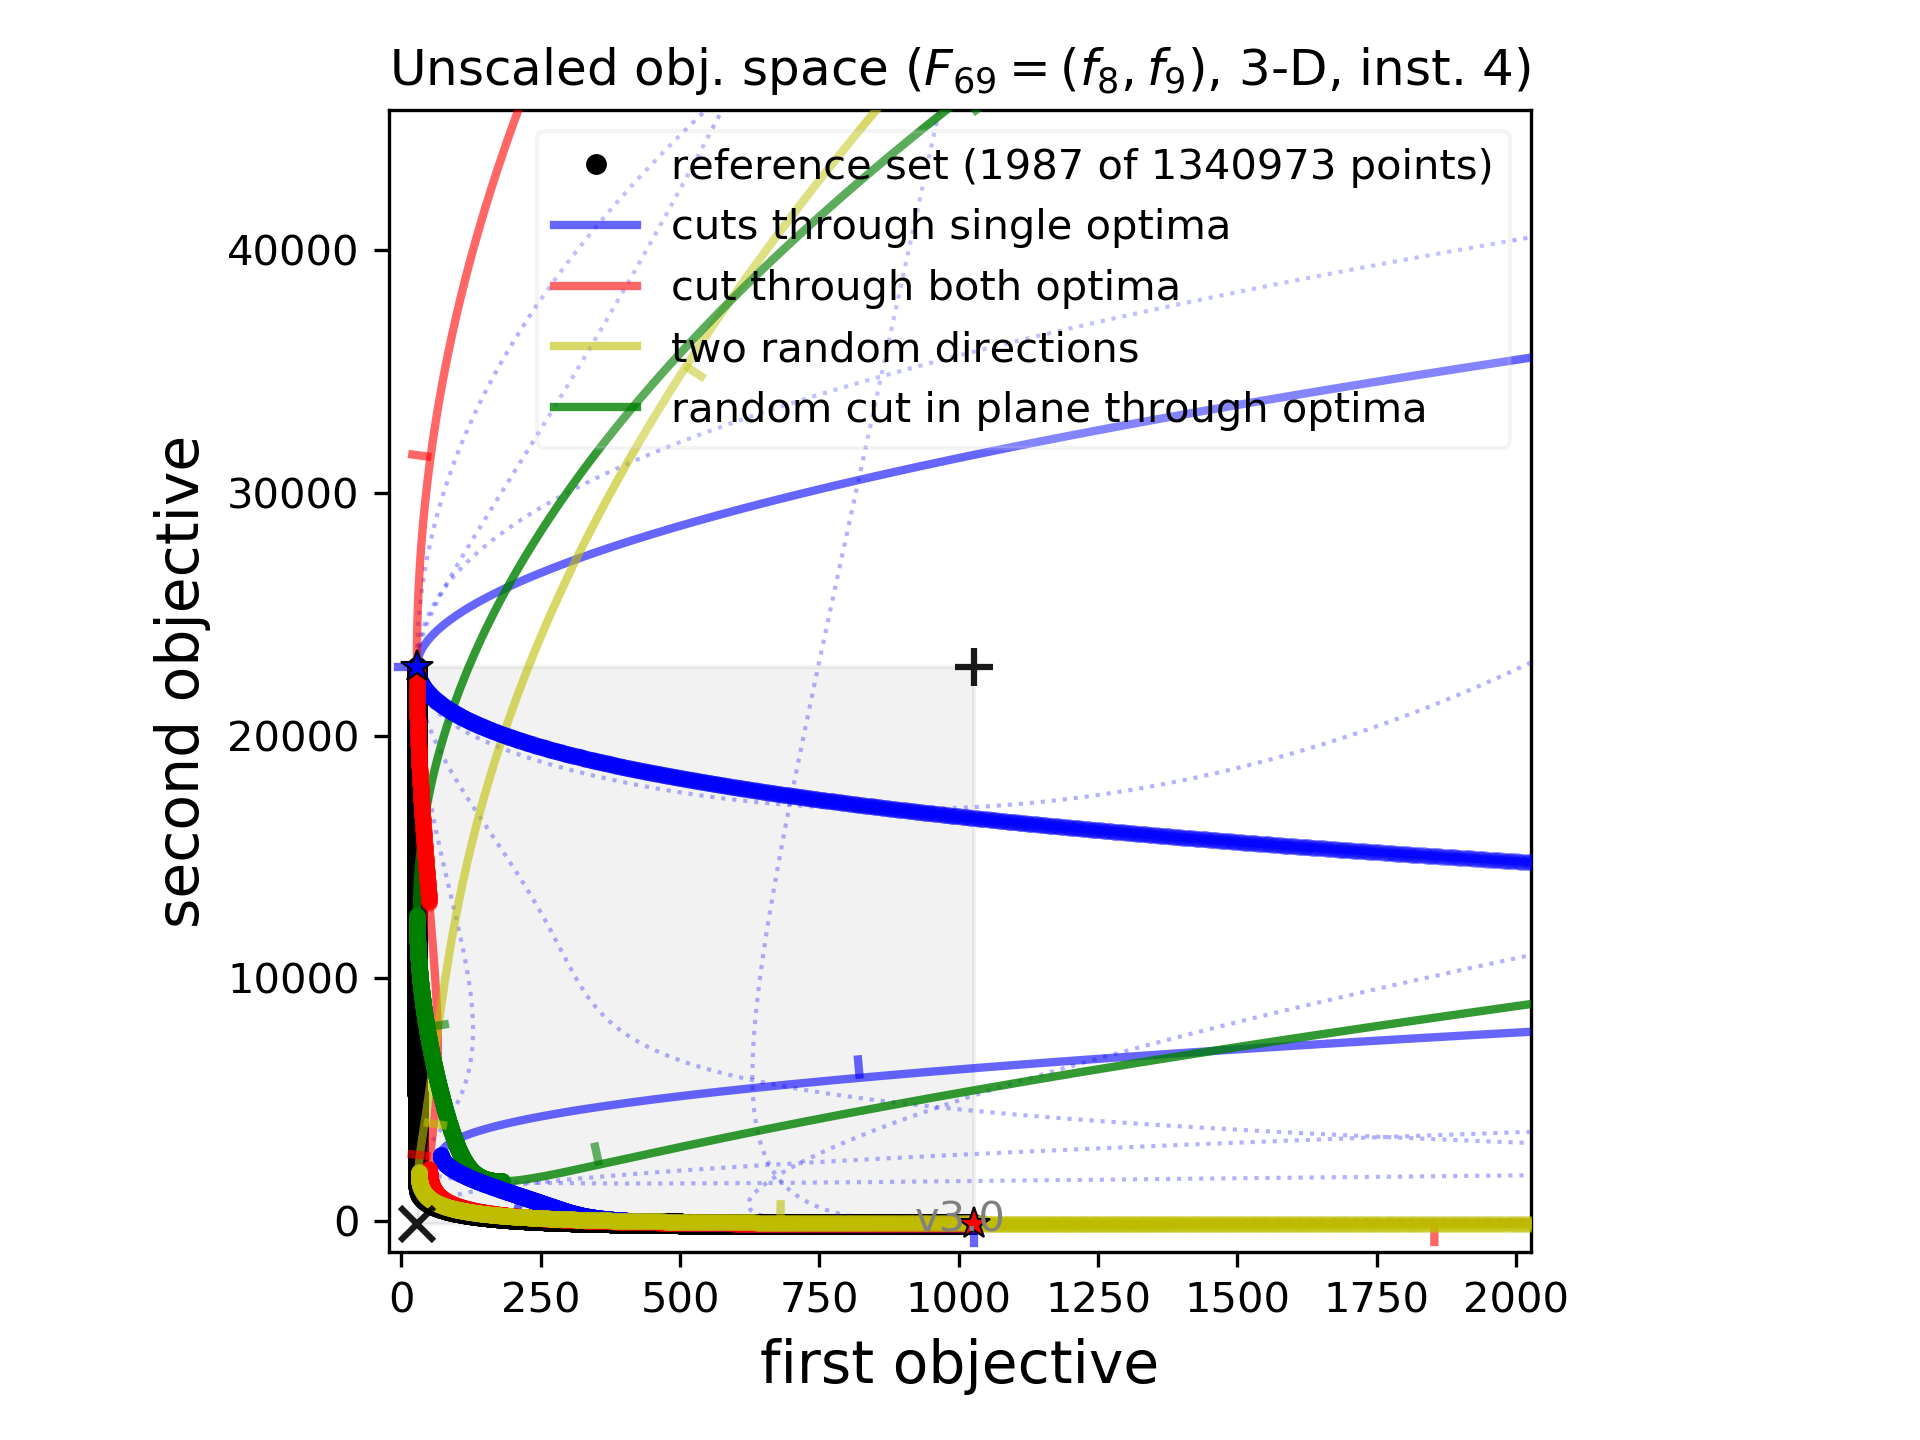 Unscaled obj. space (F69 = (f8, f9), 3-D, inst. 4)
reference set (1987 of 1340973 points)
cuts through single optima
cut through both optima
two random directions
random cut in plane through optima
second objective
40000
30000
20000
10000
0
v3.0
0 250 500 750 1000 1250 1500 1750 2000
first objective